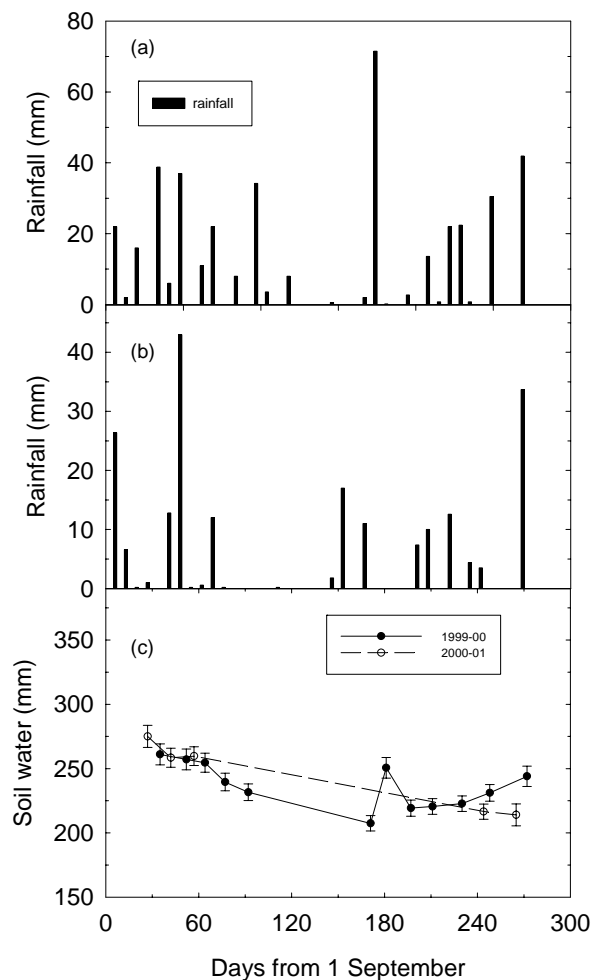 80
(a)
rainfall
60
40
20
0
Rainfall (mm)
(b)
40
30
20
10
0
Rainfall (mm)
(c)
1999-00
2000-01
350
300
250
200
150
Soil water (mm)
0 60 120 180 240 300
Days from 1 September